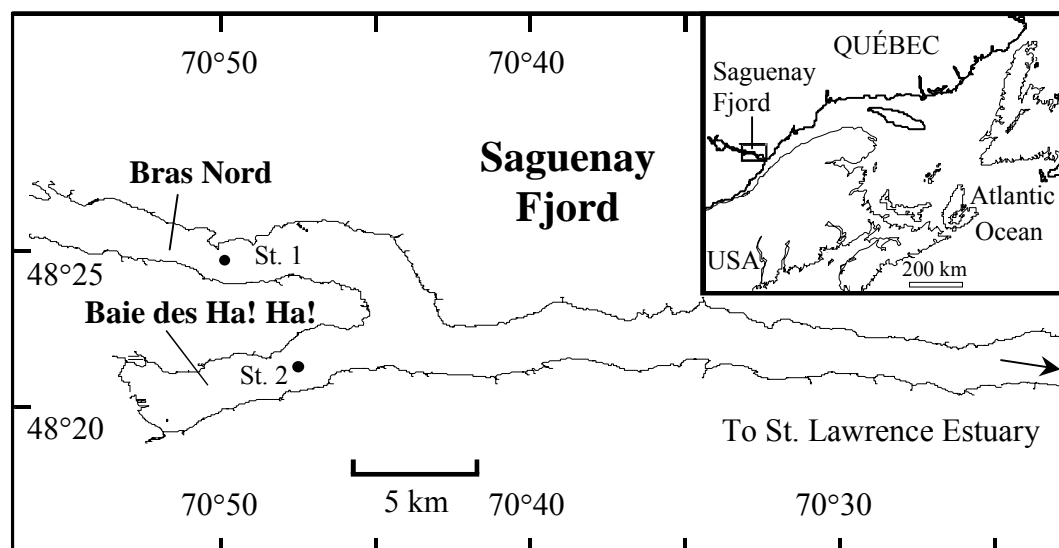 70°50
70°40
QUÉBEC
Saguenay
Fjord
Saguenay
Fjord
Bras Nord
Atlantic
Ocean
St. 1
48°25
USA
200 km
Baie des Ha! Ha!
St. 2
48°20
To St. Lawrence Estuary
5 km
70°50
70°40
70°30